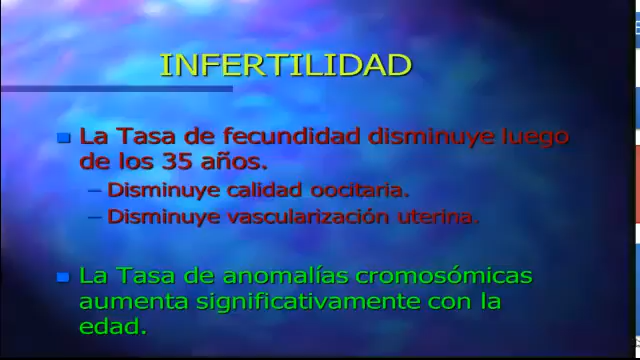 INFERTILIDAD
La Tasa de fecundidad disminuye luego
de los 35 años.
– Disminuye calidad oocitaria.
– Disminuye vascularización uterina.
La Tasa de anomalías cromosómicas
aumenta significativamente con la
edad.